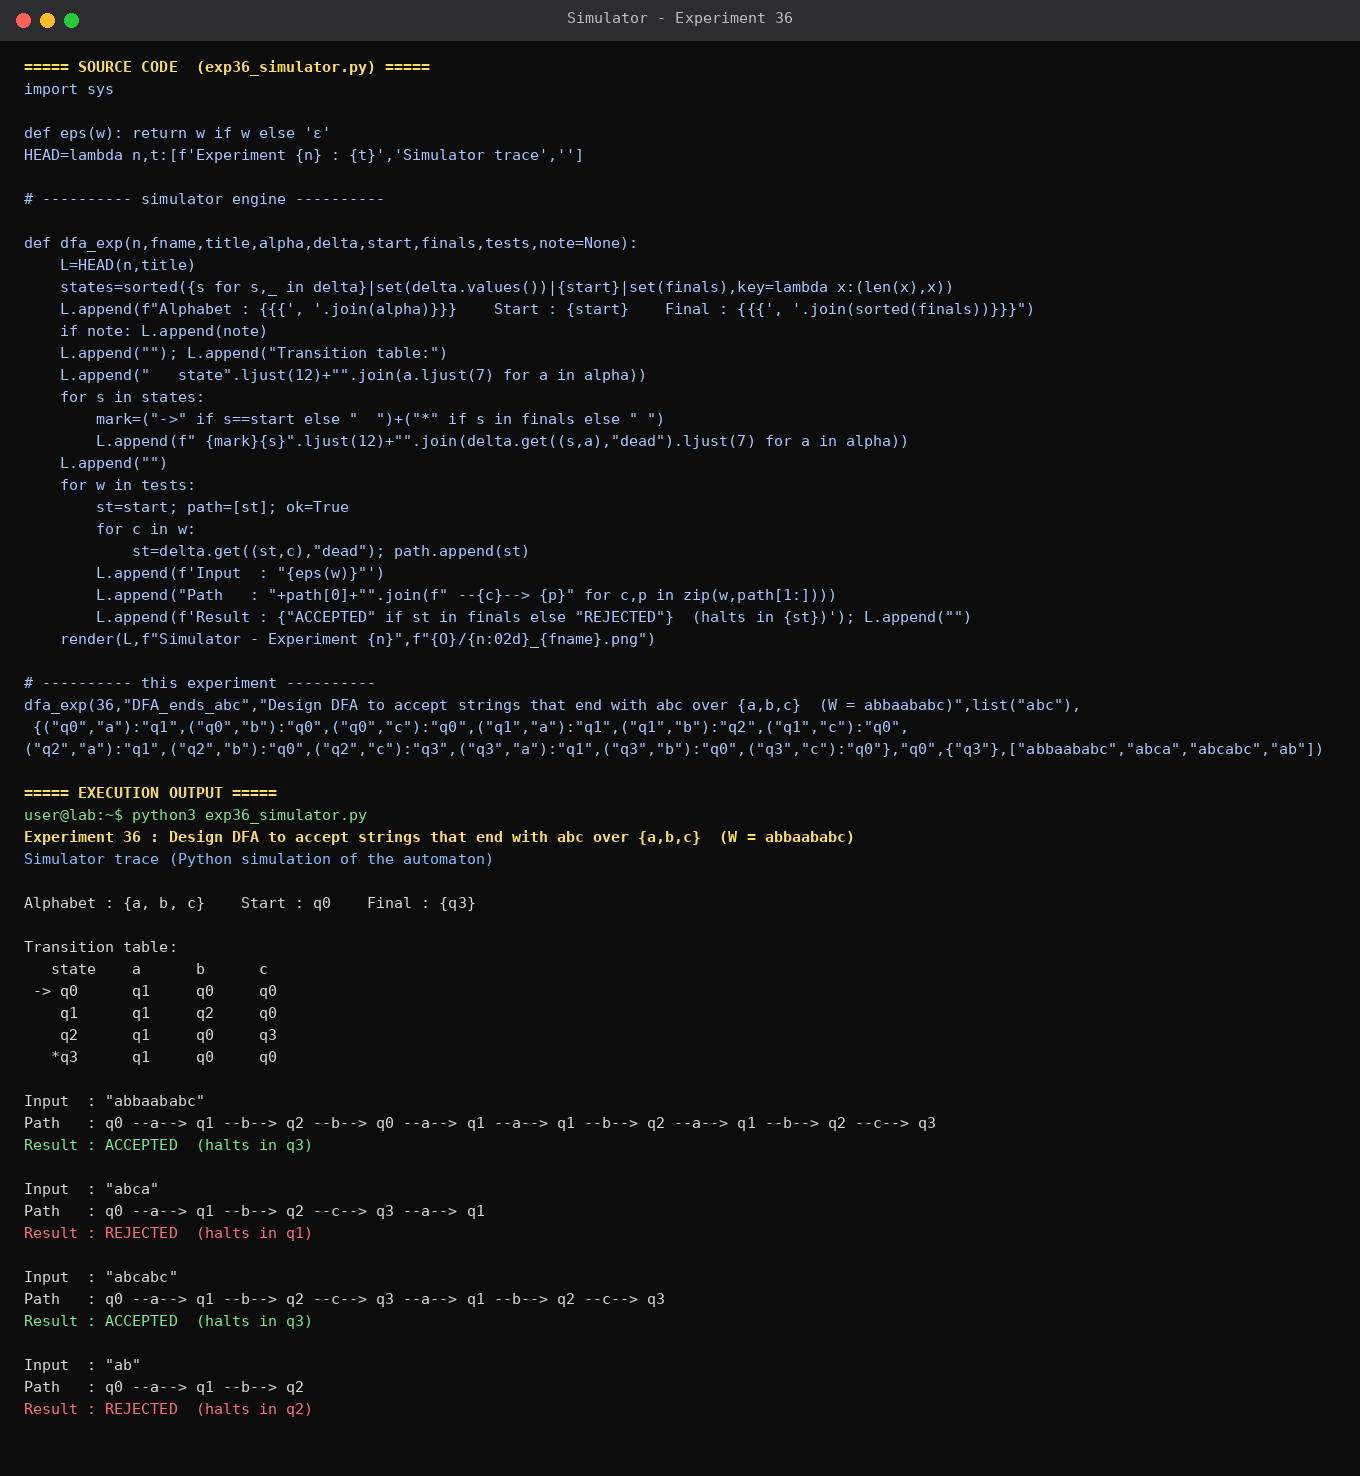 Simulator - Experiment 36
===== SOURCE CODE  (exp36_simulator.py) =====
import sys

def eps(w): return w if w else 'ε'
HEAD=lambda n,t:[f'Experiment {n} : {t}','Simulator trace','']

# ---------- simulator engine ----------

def dfa_exp(n,fname,title,alpha,delta,start,finals,tests,note=None):
    L=HEAD(n,title)
    states=sorted({s for s,_ in delta}|set(delta.values())|{start}|set(finals),key=lambda x:(len(x),x))
    L.append(f"Alphabet : {{{', '.join(alpha)}}}    Start : {start}    Final : {{{', '.join(sorted(finals))}}}")
    if note: L.append(note)
    L.append(""); L.append("Transition table:")
    L.append("   state".ljust(12)+"".join(a.ljust(7) for a in alpha))
    for s in states:
        mark=("->" if s==start else "  ")+("*" if s in finals else " ")
        L.append(f" {mark}{s}".ljust(12)+"".join(delta.get((s,a),"dead").ljust(7) for a in alpha))
    L.append("")
    for w in tests:
        st=start; path=[st]; ok=True
        for c in w:
            st=delta.get((st,c),"dead"); path.append(st)
        L.append(f'Input  : "{eps(w)}"')
        L.append("Path   : "+path[0]+"".join(f" --{c}--> {p}" for c,p in zip(w,path[1:])))
        L.append(f'Result : {"ACCEPTED" if st in finals else "REJECTED"}  (halts in {st})'); L.append("")
    render(L,f"Simulator - Experiment {n}",f"{O}/{n:02d}_{fname}.png")

# ---------- this experiment ----------
dfa_exp(36,"DFA_ends_abc","Design DFA to accept strings that end with abc over {a,b,c}  (W = abbaababc)",list("abc"),
 {("q0","a"):"q1",("q0","b"):"q0",("q0","c"):"q0",("q1","a"):"q1",("q1","b"):"q2",("q1","c"):"q0",
("q2","a"):"q1",("q2","b"):"q0",("q2","c"):"q3",("q3","a"):"q1",("q3","b"):"q0",("q3","c"):"q0"},"q0",{"q3"},["abbaababc","abca","abcabc","ab"])

===== EXECUTION OUTPUT =====
user@lab:~$ python3 exp36_simulator.py
Experiment 36 : Design DFA to accept strings that end with abc over {a,b,c}  (W = abbaababc)
Simulator trace (Python simulation of the automaton)

Alphabet : {a, b, c}    Start : q0    Final : {q3}

Transition table:
   state    a      b      c
 -> q0      q1     q0     q0
    q1      q1     q2     q0
    q2      q1     q0     q3
   *q3      q1     q0     q0

Input  : "abbaababc"
Path   : q0 --a--> q1 --b--> q2 --b--> q0 --a--> q1 --a--> q1 --b--> q2 --a--> q1 --b--> q2 --c--> q3
Result : ACCEPTED  (halts in q3)

Input  : "abca"
Path   : q0 --a--> q1 --b--> q2 --c--> q3 --a--> q1
Result : REJECTED  (halts in q1)

Input  : "abcabc"
Path   : q0 --a--> q1 --b--> q2 --c--> q3 --a--> q1 --b--> q2 --c--> q3
Result : ACCEPTED  (halts in q3)

Input  : "ab"
Path   : q0 --a--> q1 --b--> q2
Result : REJECTED  (halts in q2)